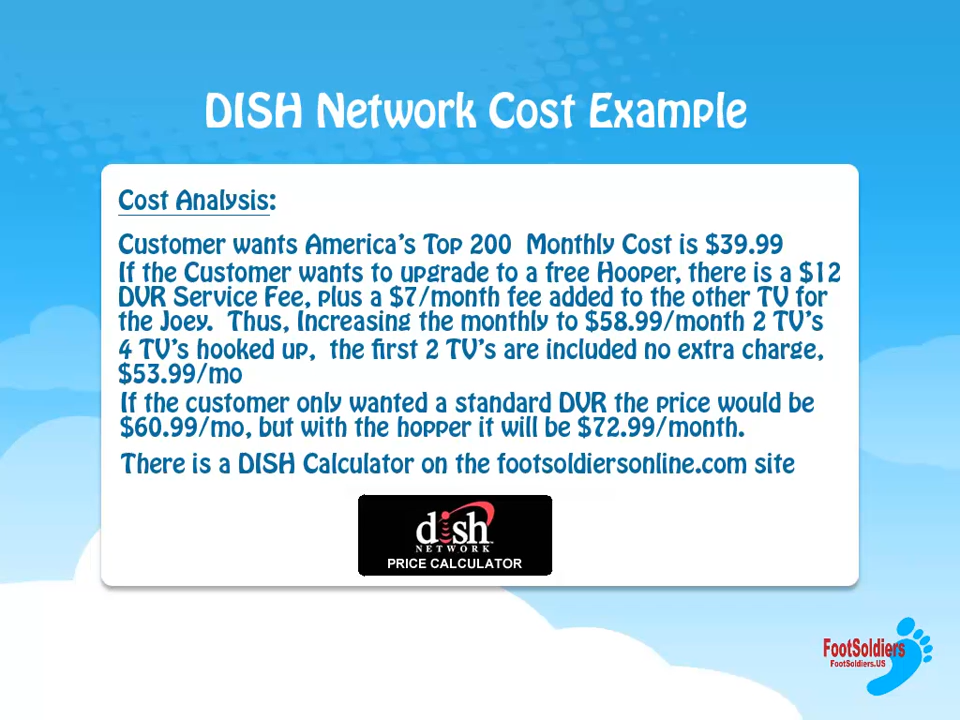 DISH Network Cost Example
Cost Analysis:
Customer wants America's Top 200  Monthly Cost is $39.99
If the Customer wants to upgrade to a free Hooper, there is a $12
DVR Service Fee, plus a $7/month fee added to the other TV for
the Joey.  Thus, Increasing the monthly to $58.99/month 2 TV's
4 TV's hooked up,  the first 2 TV's are included no extra charge,
$53.99/mo
If the customer only wanted a standard DVR the price would be
$60.99/mo, but with the hopper it will be $72.99/month.
There is a DISH Calculator on the footsoldiersonline.com site
dish
NETWORK
PRICE CALCULATOR
FootSoldiers
FootSoldiers.US